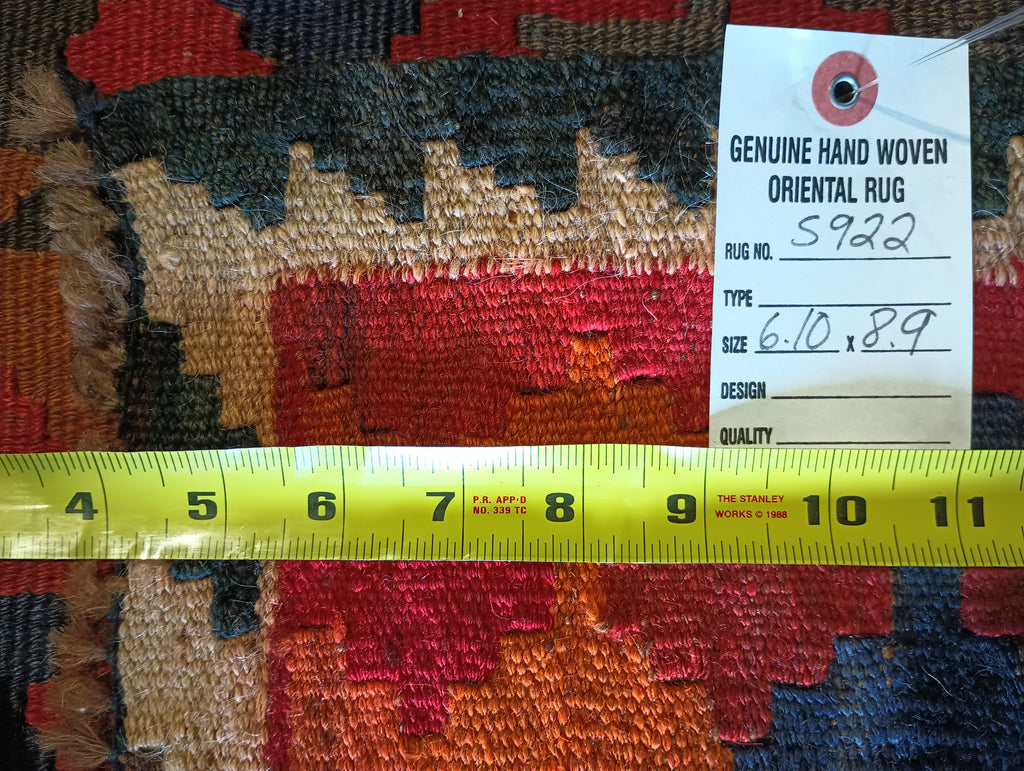 GENUINE HAND WOVEN
ORIENTAL RUG
RUG NO. S922
TYPE
SIZE 6.10 x 8.9
DESIGN
QUALITY
4 5 6 7 P.R. APP'D 8 9 THE STANLEY 10 11
NO. 339 TC WORKS © 1988